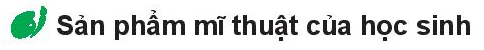 Sản phẩm mĩ thuật của học sinh